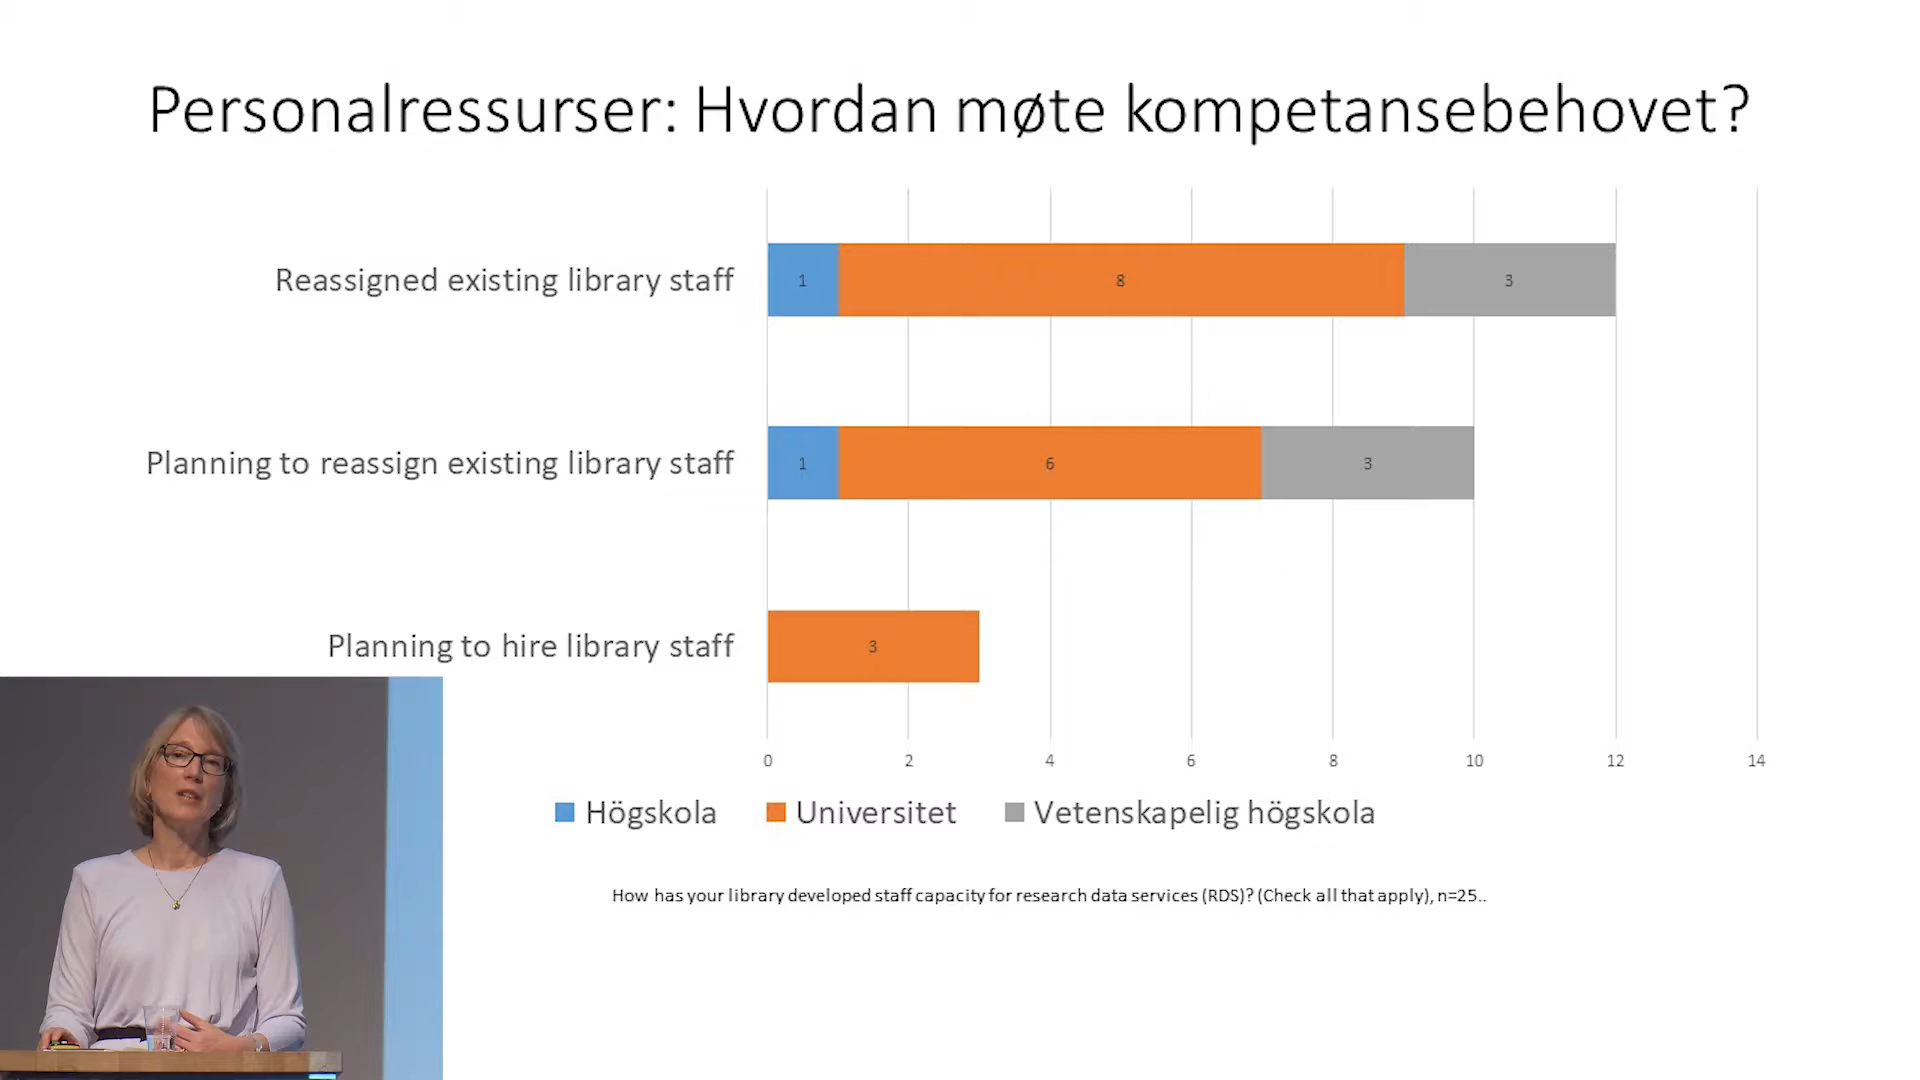 Personalressurser: Hvordan møte kompetansebehovet?
Reassigned existing library staff
1 8 3
Planning to reassign existing library staff
1 6 3
Planning to hire library staff
3
0 2 4 6 8 10 12 14
Högskola Universitet Vetenskapelig högskola
How has your library developed staff capacity for research data services (RDS)? (Check all that apply), n=25..